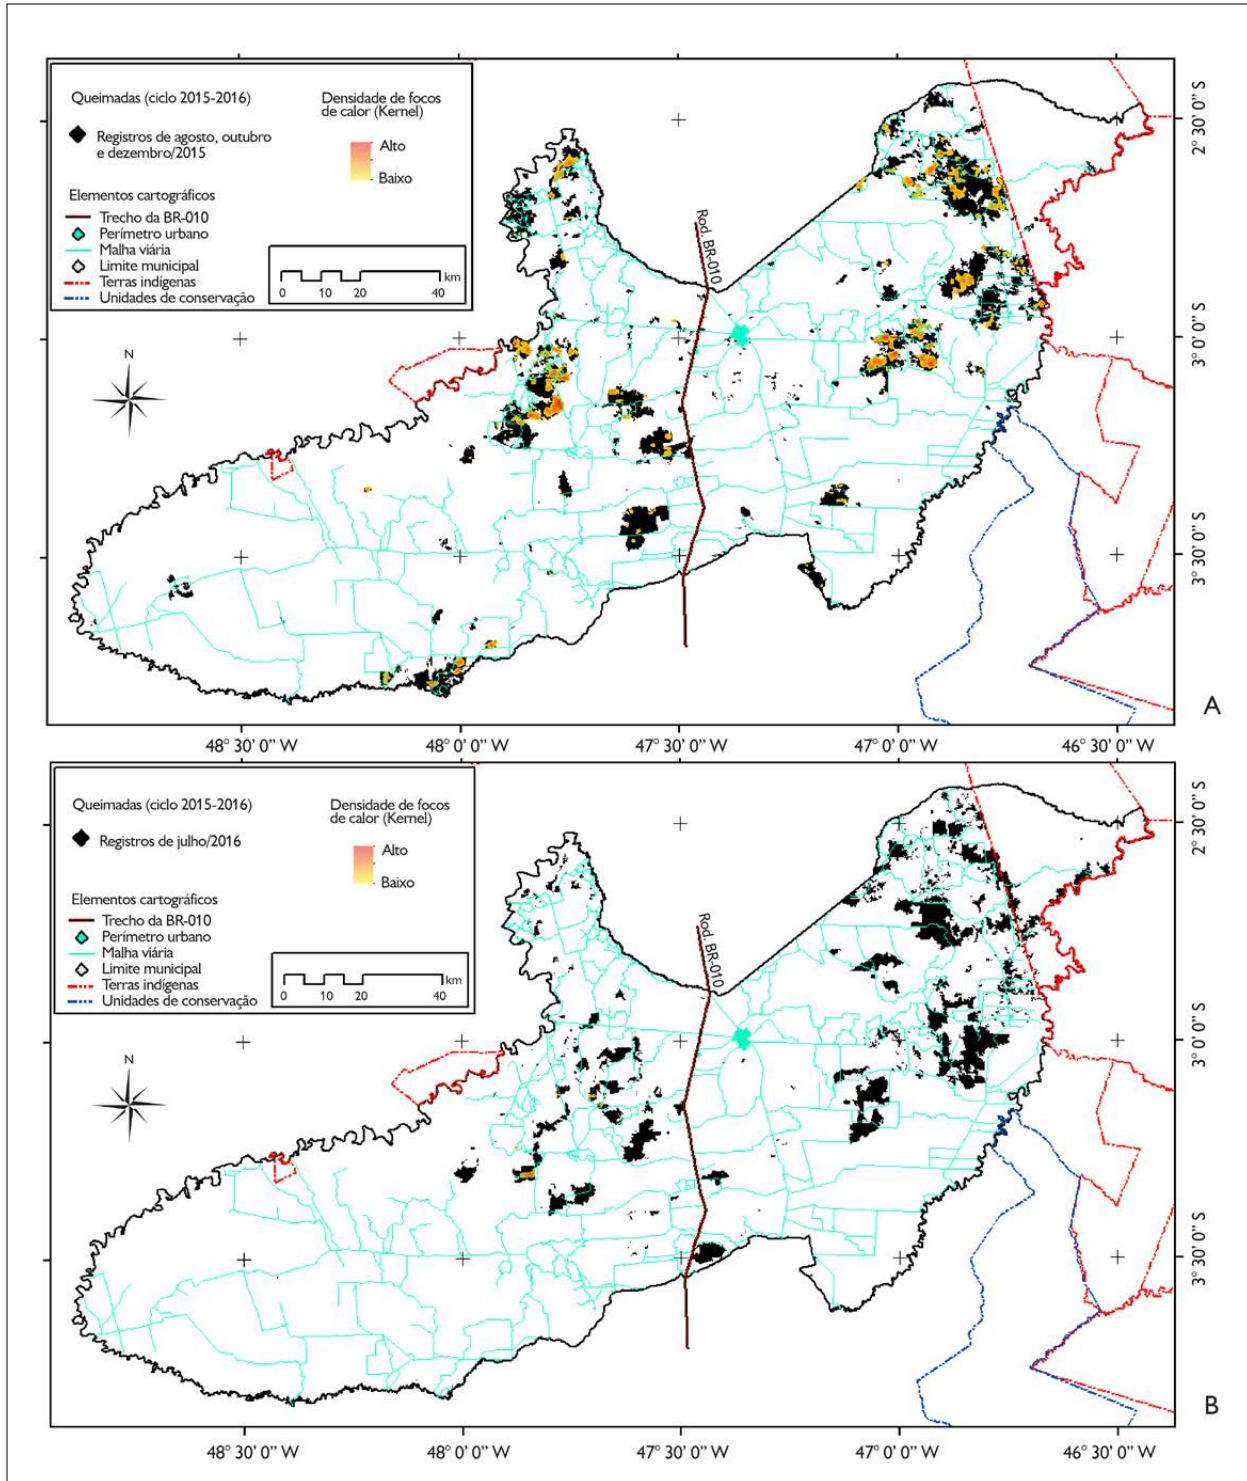 Queimadas (ciclo 2015-2016)
Registros de agosto, outubro
e dezembro/2015
Densidade de focos
de calor (Kernel)
Alto
Baixo
Elementos cartográficos
Trecho da BR-010
Perímetro urbano
Malha viária
Limite municipal
Terras indígenas
Unidades de conservação
km
0 10 20 40
N
Rod. BR-010
2° 30' 0" S
3° 0' 0" S
3° 30' 0" S
A
48° 30' 0" W 48° 0' 0" W 47° 30' 0" W 47° 0' 0" W 46° 30' 0" W
Queimadas (ciclo 2015-2016)
Registros de julho/2016
Densidade de focos
de calor (Kernel)
Alto
Baixo
Elementos cartográficos
Trecho da BR-010
Perímetro urbano
Malha viária
Limite municipal
Terras indígenas
Unidades de conservação
km
0 10 20 40
N
Rod. BR-010
2° 30' 0" S
3° 0' 0" S
3° 30' 0" S
B
48° 30' 0" W 48° 0' 0" W 47° 30' 0" W 47° 0' 0" W 46° 30' 0" W